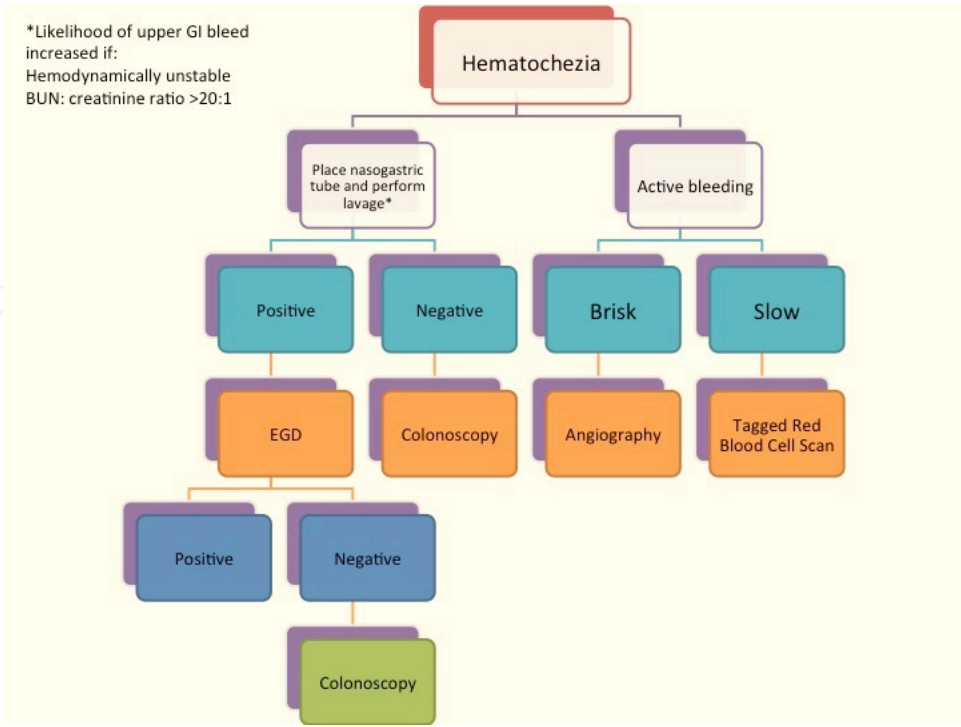 *Likelihood of upper GI bleed
increased if:
Hemodynamically unstable
BUN: creatinine ratio >20:1
Hematochezia
Place nasogastric
tube and perform
lavage*
Active bleeding
Positive
Negative
Brisk
Slow
EGD
Colonoscopy
Angiography
Tagged Red
Blood Cell Scan
Positive
Negative
Colonoscopy